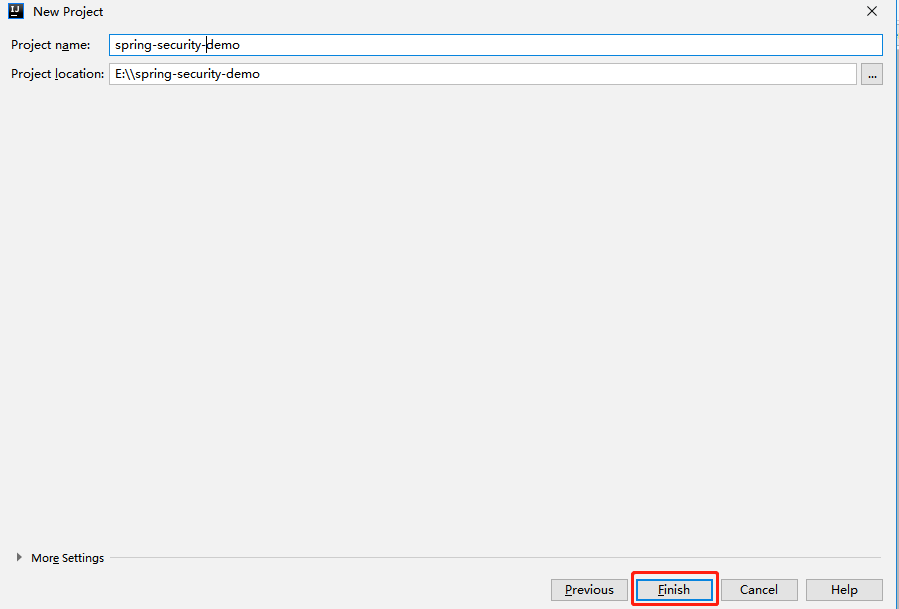 IJ New Project
Project name: spring-security-demo
Project location: E:\\spring-security-demo ...
More Settings
Previous Finish Cancel Help